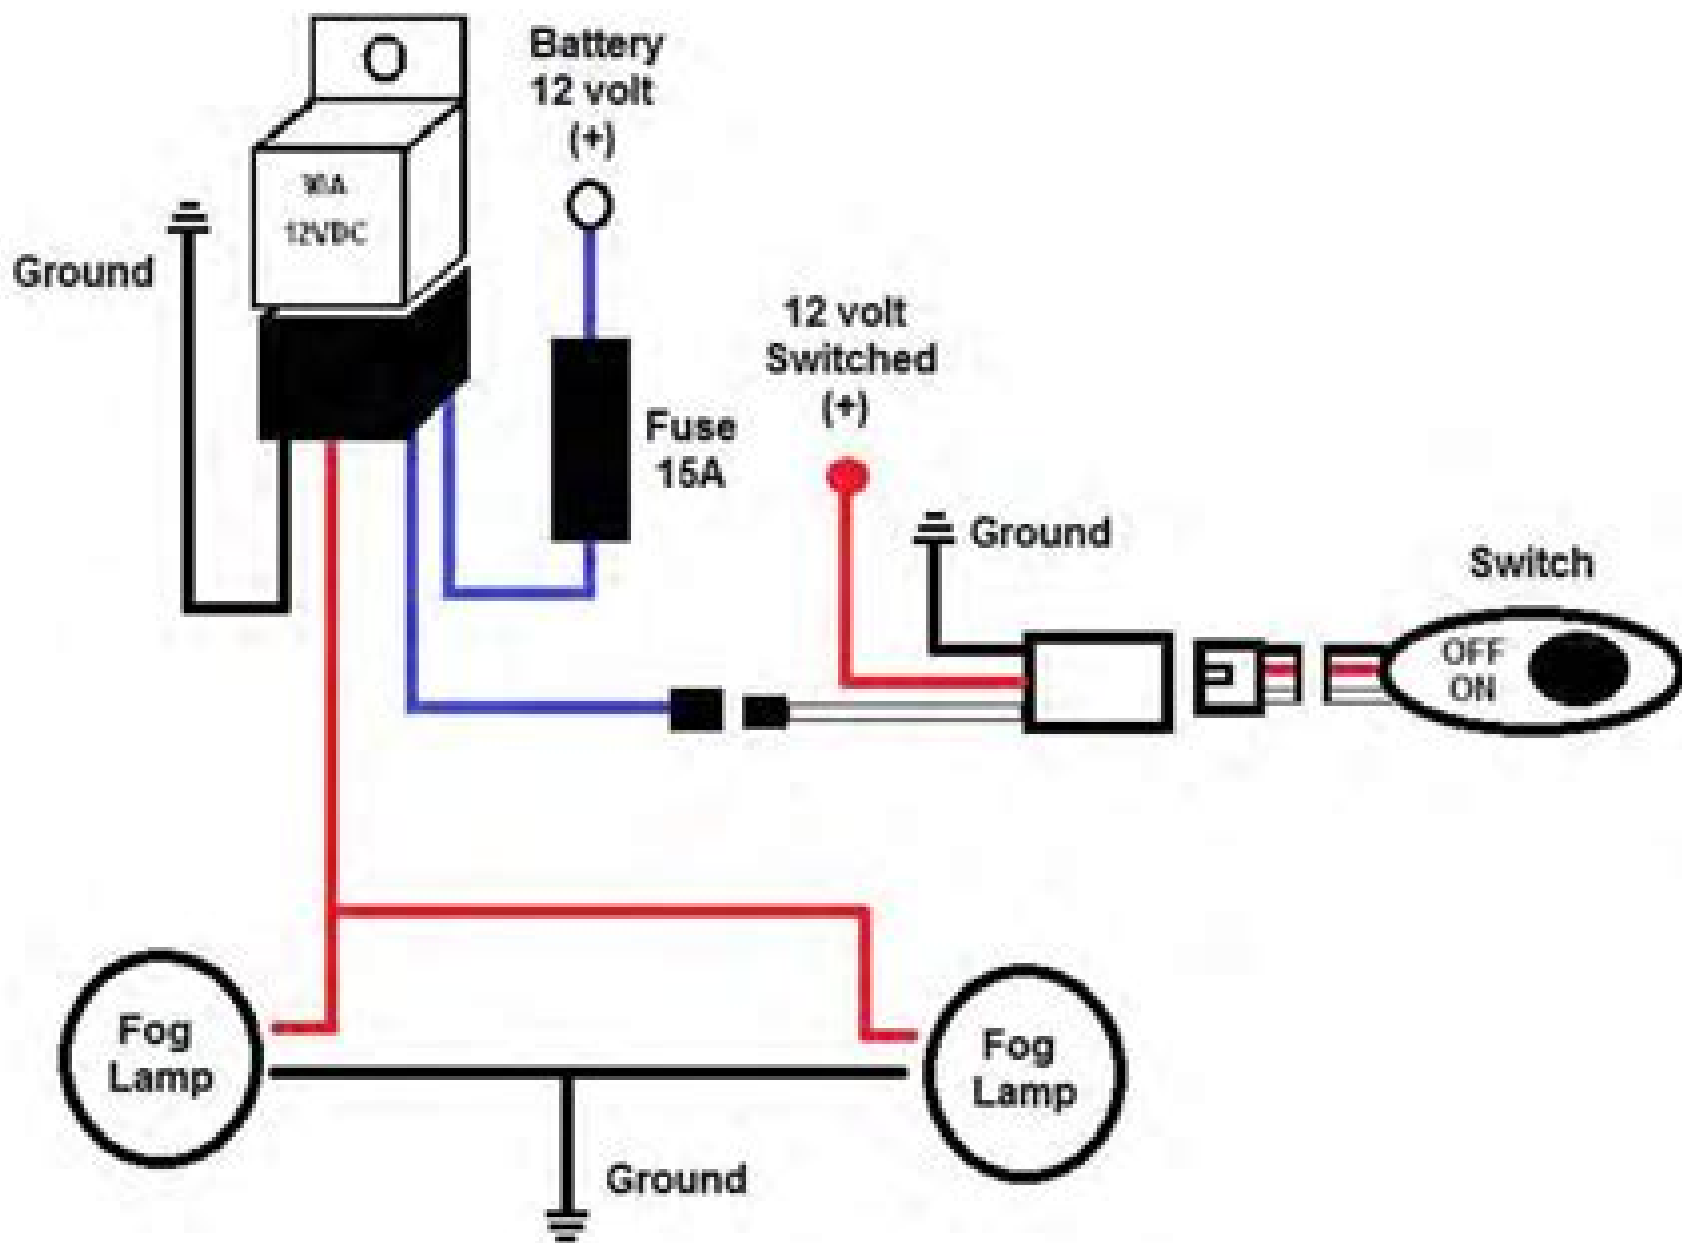 Battery
12 volt
(+)
12VDC
Ground
12 volt
Switched
(+)
Fuse
15A
Ground
Switch
OFF
ON
Fog
Lamp
Fog
Lamp
Ground